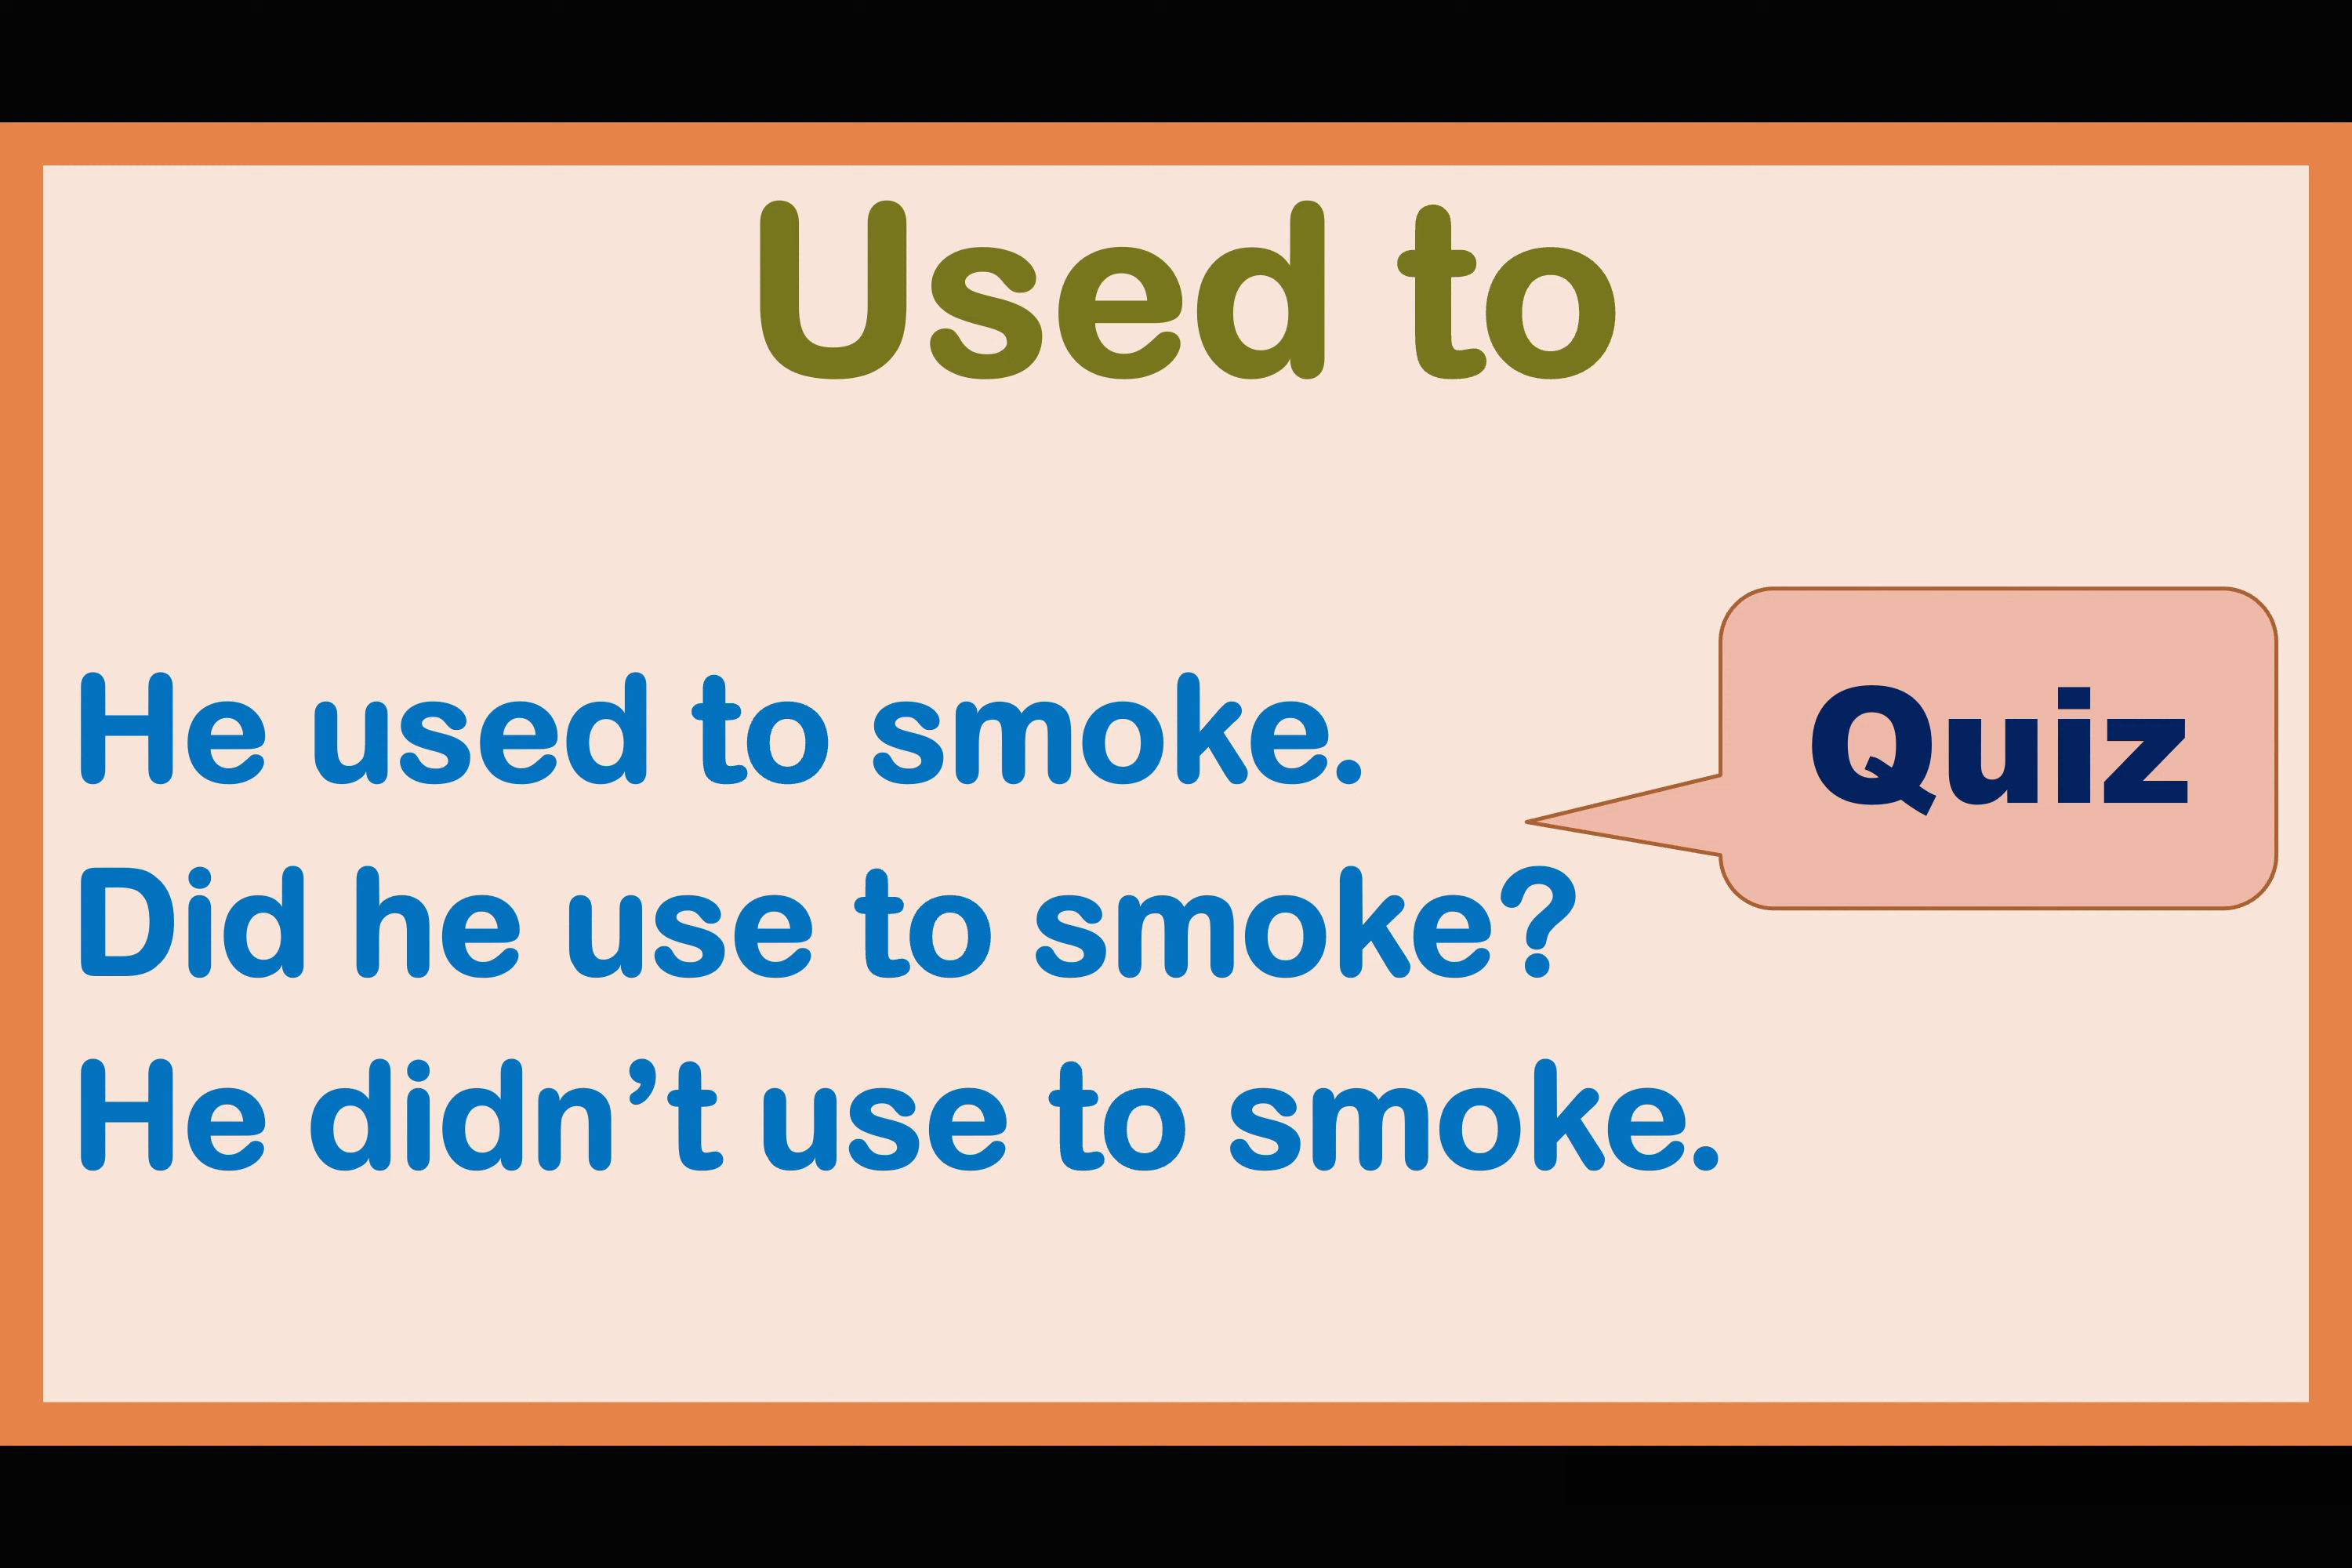 Used to
He used to smoke.
Quiz
Did he use to smoke?
He didn’t use to smoke.